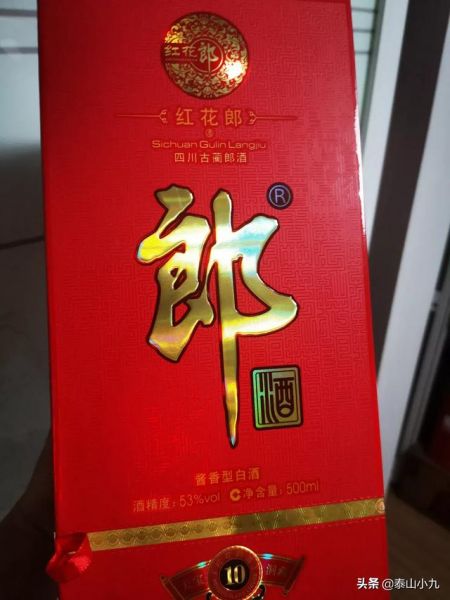 红花郎
红花郎
Sichuan Gulin Langjiu
四川古蔺郎酒
郎
®
酒
酱香型白酒
酒精度：53%vol 净含量：500ml
10
头条 @泰山小九